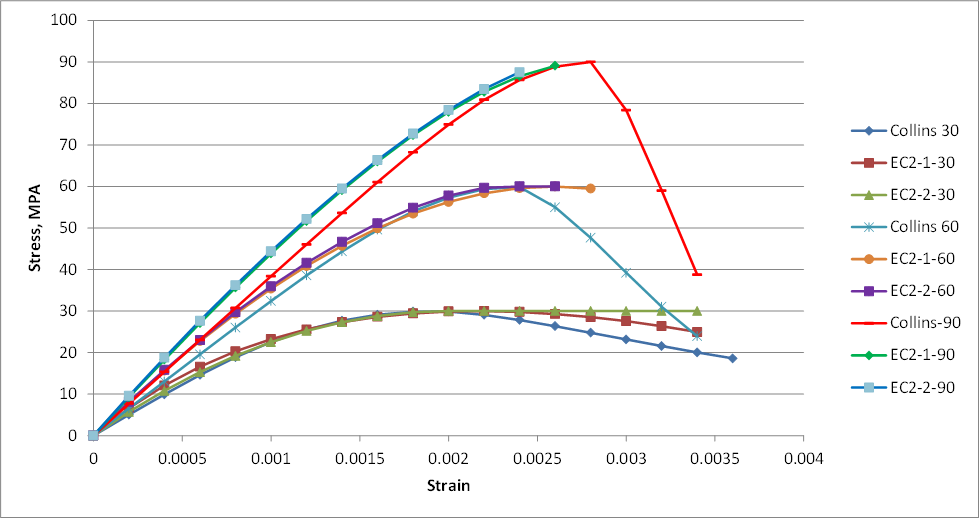 100
90
80
70
60
50
40
30
20
10
0
Stress, MPA
0 0.0005 0.001 0.0015 0.002 0.0025 0.003 0.0035 0.004
Strain
Collins 30
EC2-1-30
EC2-2-30
Collins 60
EC2-1-60
EC2-2-60
Collins-90
EC2-1-90
EC2-2-90